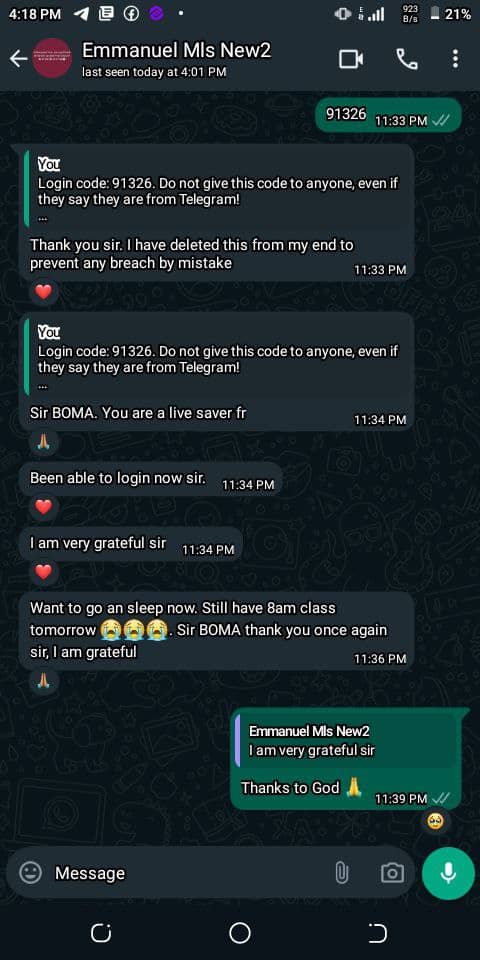 4:18 PM
923
B/s
21%
Emmanuel Mls New2
last seen today at 4:01 PM
91326 11:33 PM
You
Login code: 91326. Do not give this code to anyone, even if
they say they are from Telegram!
...
Thank you sir. I have deleted this from my end to
prevent any breach by mistake
11:33 PM
❤️
You
Login code: 91326. Do not give this code to anyone, even if
they say they are from Telegram!
...
Sir BOMA. You are a live saver fr
11:34 PM
🙏
Been able to login now sir. 11:34 PM
❤️
I am very grateful sir 11:34 PM
❤️
Want to go an sleep now. Still have 8am class
tomorrow 😭😭😭. Sir BOMA thank you once again
sir, I am grateful
11:36 PM
🙏
Emmanuel Mls New2
I am very grateful sir
Thanks to God 🙏 11:39 PM
🥹
Message